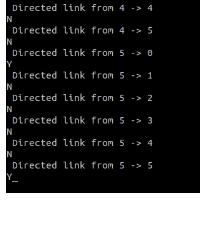 Directed link from 4 -> 4
N
Directed link from 4 -> 5
N
Directed link from 5 -> 0
Y
Directed link from 5 -> 1
N
Directed link from 5 -> 2
N
Directed link from 5 -> 3
N
Directed link from 5 -> 4
N
Directed link from 5 -> 5
Y_